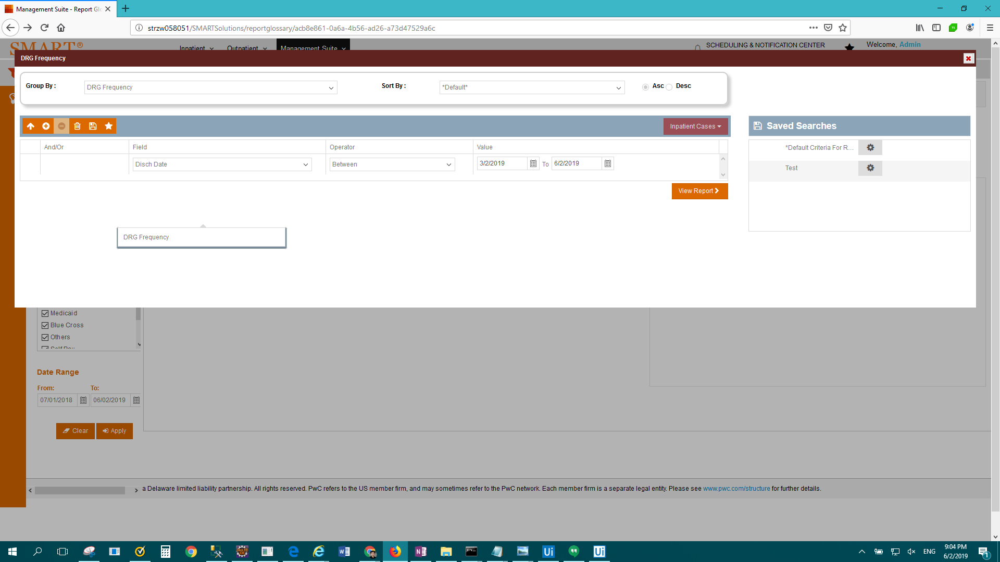 Management Suite - Report Glo
strzw058051/SMARTSolutions/reportglossary/acb8e861-0a6a-4b56-ad26-a73d47529a6c
SMART®
Inpatient
Outpatient
Management Suite
SCHEDULING & NOTIFICATION CENTER
Welcome, Admin
DRG Frequency
Group By :
DRG Frequency
Sort By :
*Default*
Asc
Desc
Inpatient Cases
Saved Searches
And/Or
Field
Operator
Value
*Default Criteria For R...
Disch Date
Between
3/2/2019
To
6/2/2019
Test
View Report
DRG Frequency
Medicaid
Blue Cross
Others
Self Pay
Date Range
From:
To:
07/01/2018
06/02/2019
Clear
Apply
a Delaware limited liability partnership. All rights reserved. PwC refers to the US member firm, and may sometimes refer to the PwC network. Each member firm is a separate legal entity. Please see www.pwc.com/structure for further details.
ENG
9:04 PM
6/2/2019
1